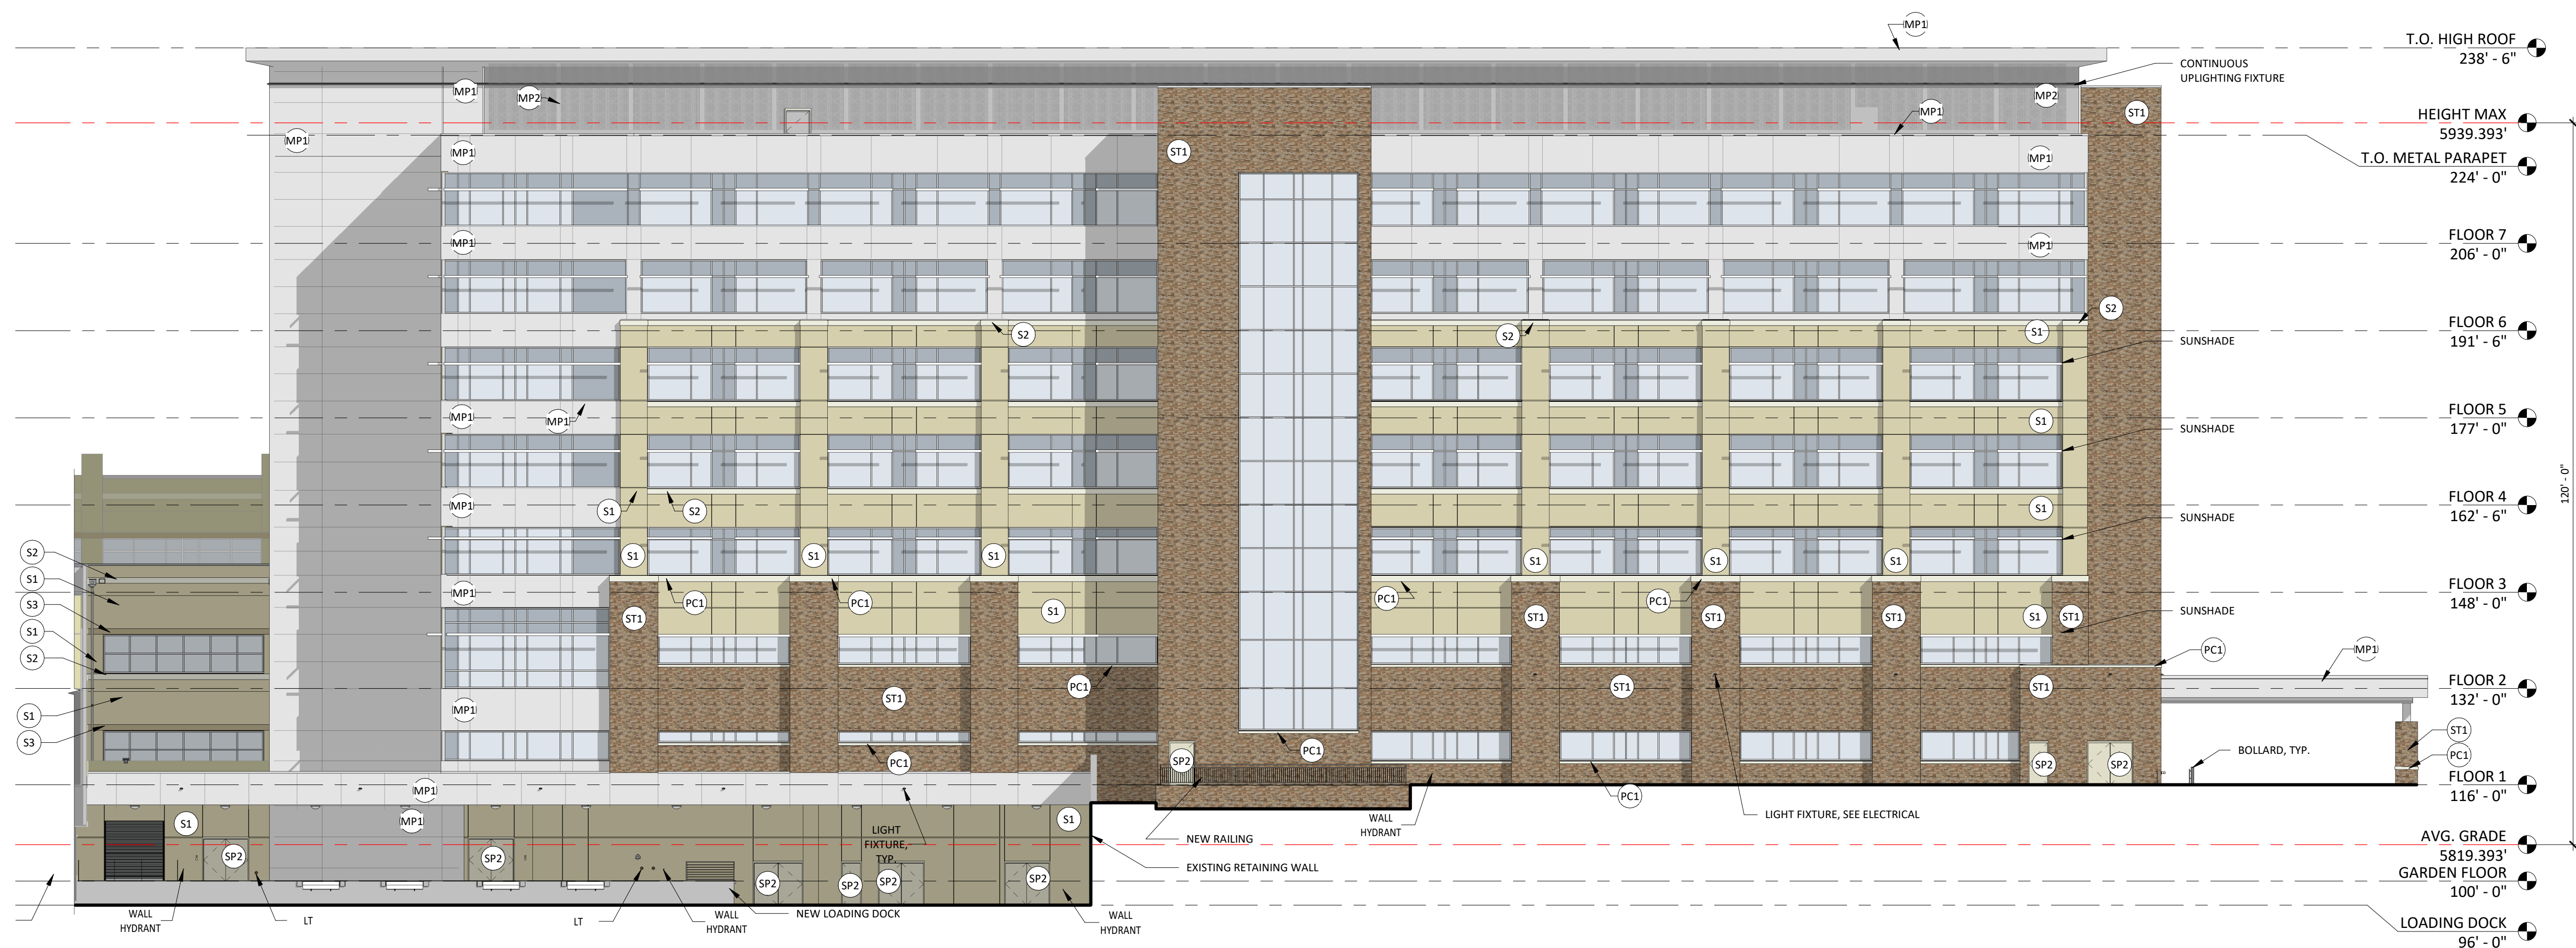 MP1
T.O. HIGH ROOF
238' - 6"
CONTINUOUS
UPLIGHTING FIXTURE
MP1
MP2
MP2
ST1
MP1
HEIGHT MAX
5939.393'
MP1
MP1
ST1
MP1
T.O. METAL PARAPET
224' - 0"
MP1
MP1
FLOOR 7
206' - 0"
S2
S2
S2
S1
FLOOR 6
191' - 6"
SUNSHADE
MP1
MP1
S1
FLOOR 5
177' - 0"
SUNSHADE
MP1
S1
S2
S1
FLOOR 4
162' - 6"
SUNSHADE
S2
S1
S1
S1
S1
S1
S1
S1
MP1
FLOOR 3
148' - 0"
S3
PC1
PC1
S1
PC1
PC1
ST1
ST1
ST1
ST1
S1
ST1
SUNSHADE
S1
S2
PC1
MP1
PC1
ST1
ST1
ST1
FLOOR 2
132' - 0"
S1
MP1
S3
PC1
PC1
SP2
SP2
SP2
BOLLARD, TYP.
ST1
PC1
MP1
PC1
FLOOR 1
116' - 0"
S1
MP1
S1
LIGHT
FIXTURE,
TYP.
WALL
HYDRANT
LIGHT FIXTURE, SEE ELECTRICAL
NEW RAILING
AVG. GRADE
5819.393'
SP2
SP2
EXISTING RETAINING WALL
SP2
SP2
SP2
SP2
GARDEN FLOOR
100' - 0"
WALL
HYDRANT
LT
LT
WALL
HYDRANT
NEW LOADING DOCK
WALL
HYDRANT
LOADING DOCK
96' - 0"
120' - 0"